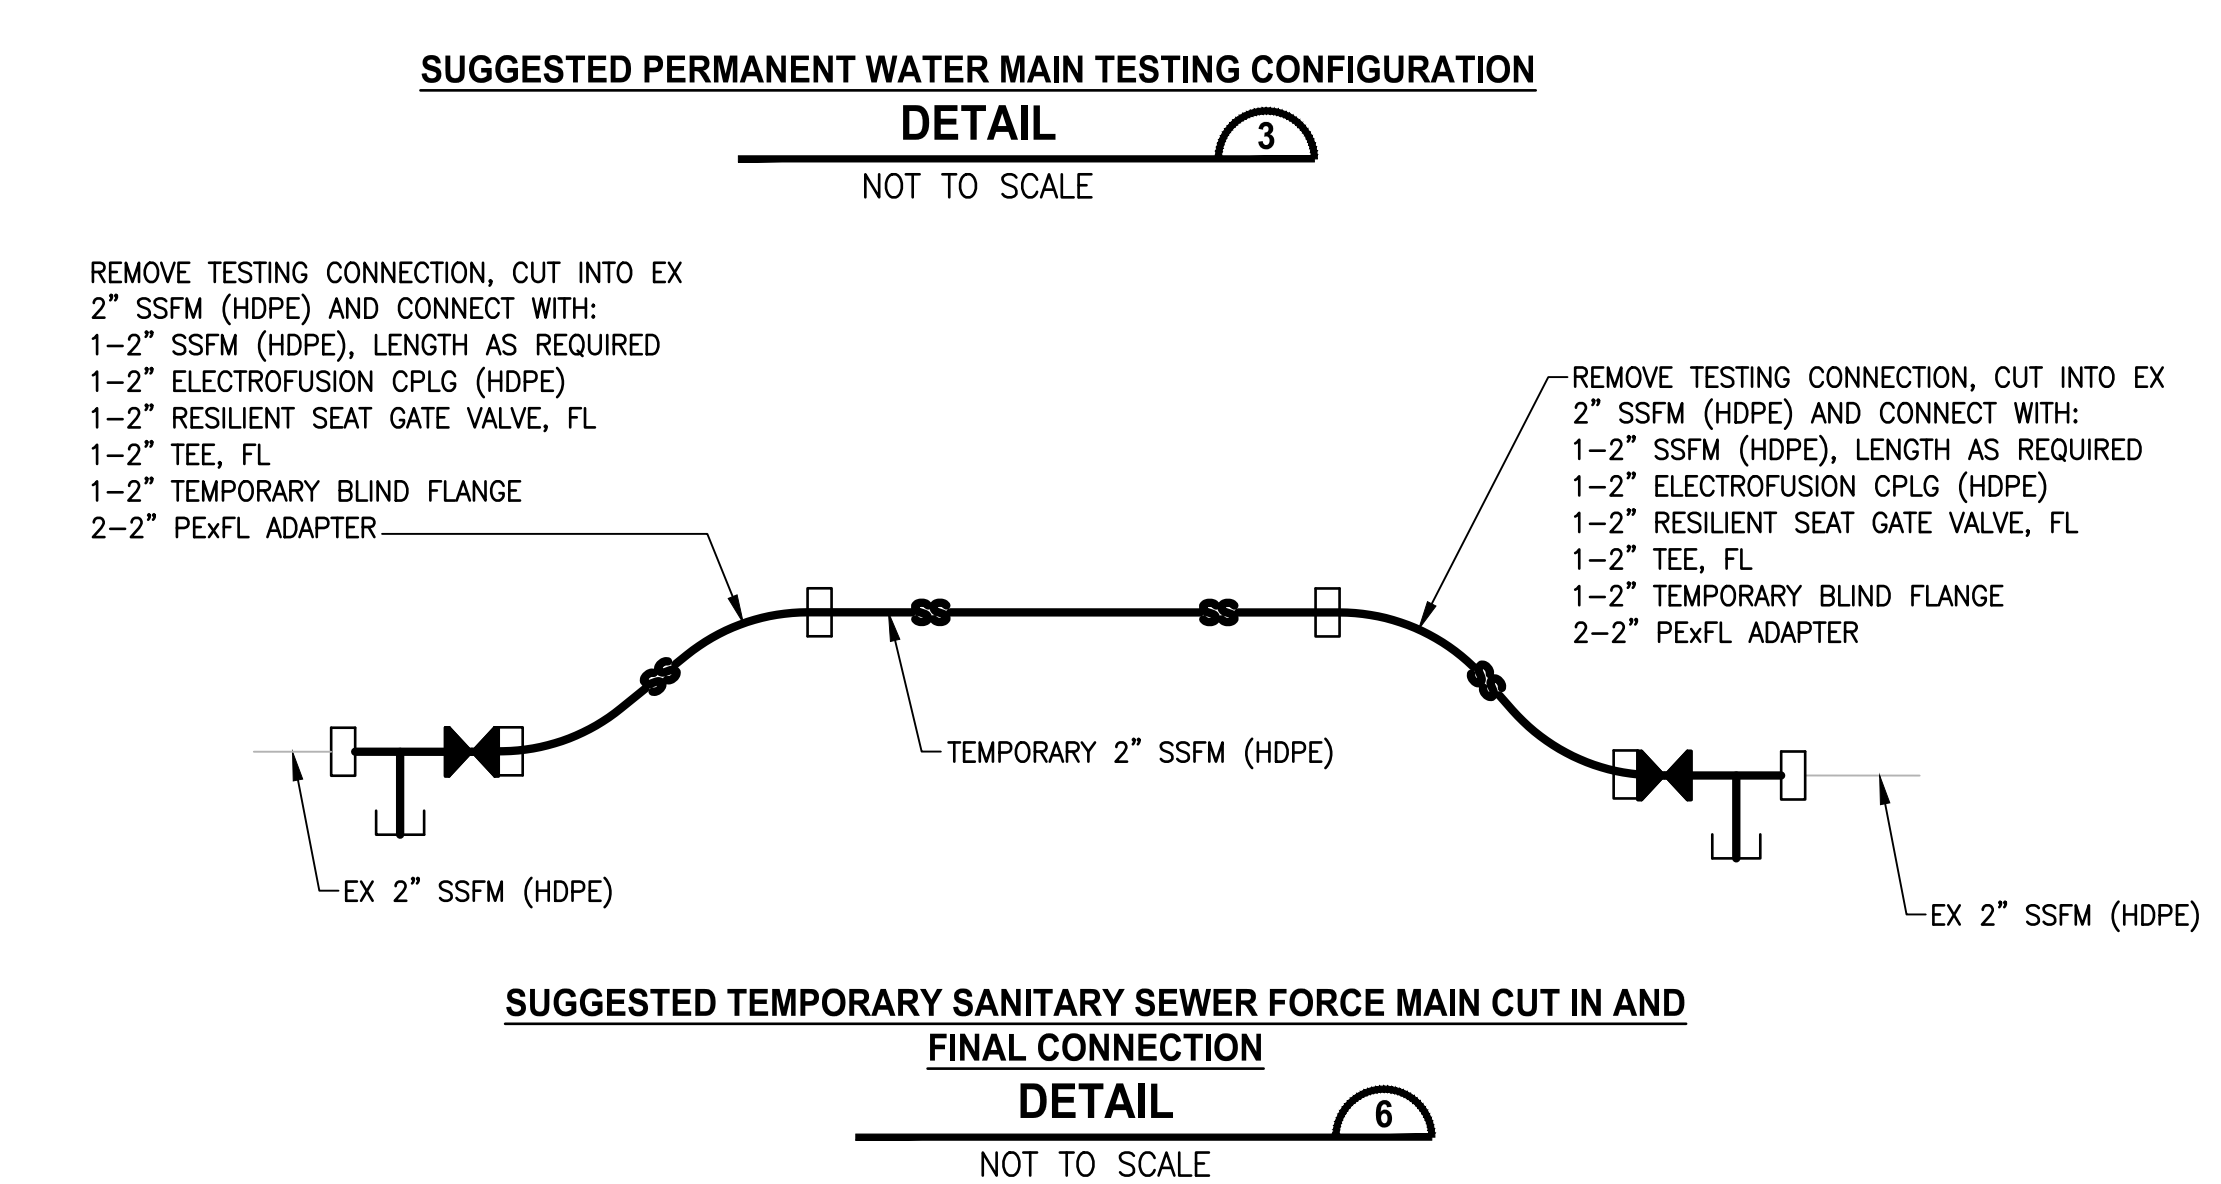 SUGGESTED PERMANENT WATER MAIN TESTING CONFIGURATION
DETAIL
3
NOT TO SCALE
REMOVE TESTING CONNECTION, CUT INTO EX
2" SSFM (HDPE) AND CONNECT WITH:
1-2" SSFM (HDPE), LENGTH AS REQUIRED
1-2" ELECTROFUSION CPLG (HDPE)
1-2" RESILIENT SEAT GATE VALVE, FL
1-2" TEE, FL
1-2" TEMPORARY BLIND FLANGE
2-2" PExFL ADAPTER
REMOVE TESTING CONNECTION, CUT INTO EX
2" SSFM (HDPE) AND CONNECT WITH:
1-2" SSFM (HDPE), LENGTH AS REQUIRED
1-2" ELECTROFUSION CPLG (HDPE)
1-2" RESILIENT SEAT GATE VALVE, FL
1-2" TEE, FL
1-2" TEMPORARY BLIND FLANGE
2-2" PExFL ADAPTER
SS
SS
SS
SS
TEMPORARY 2" SSFM (HDPE)
EX 2" SSFM (HDPE)
EX 2" SSFM (HDPE)
SUGGESTED TEMPORARY SANITARY SEWER FORCE MAIN CUT IN AND
FINAL CONNECTION
DETAIL
6
NOT TO SCALE